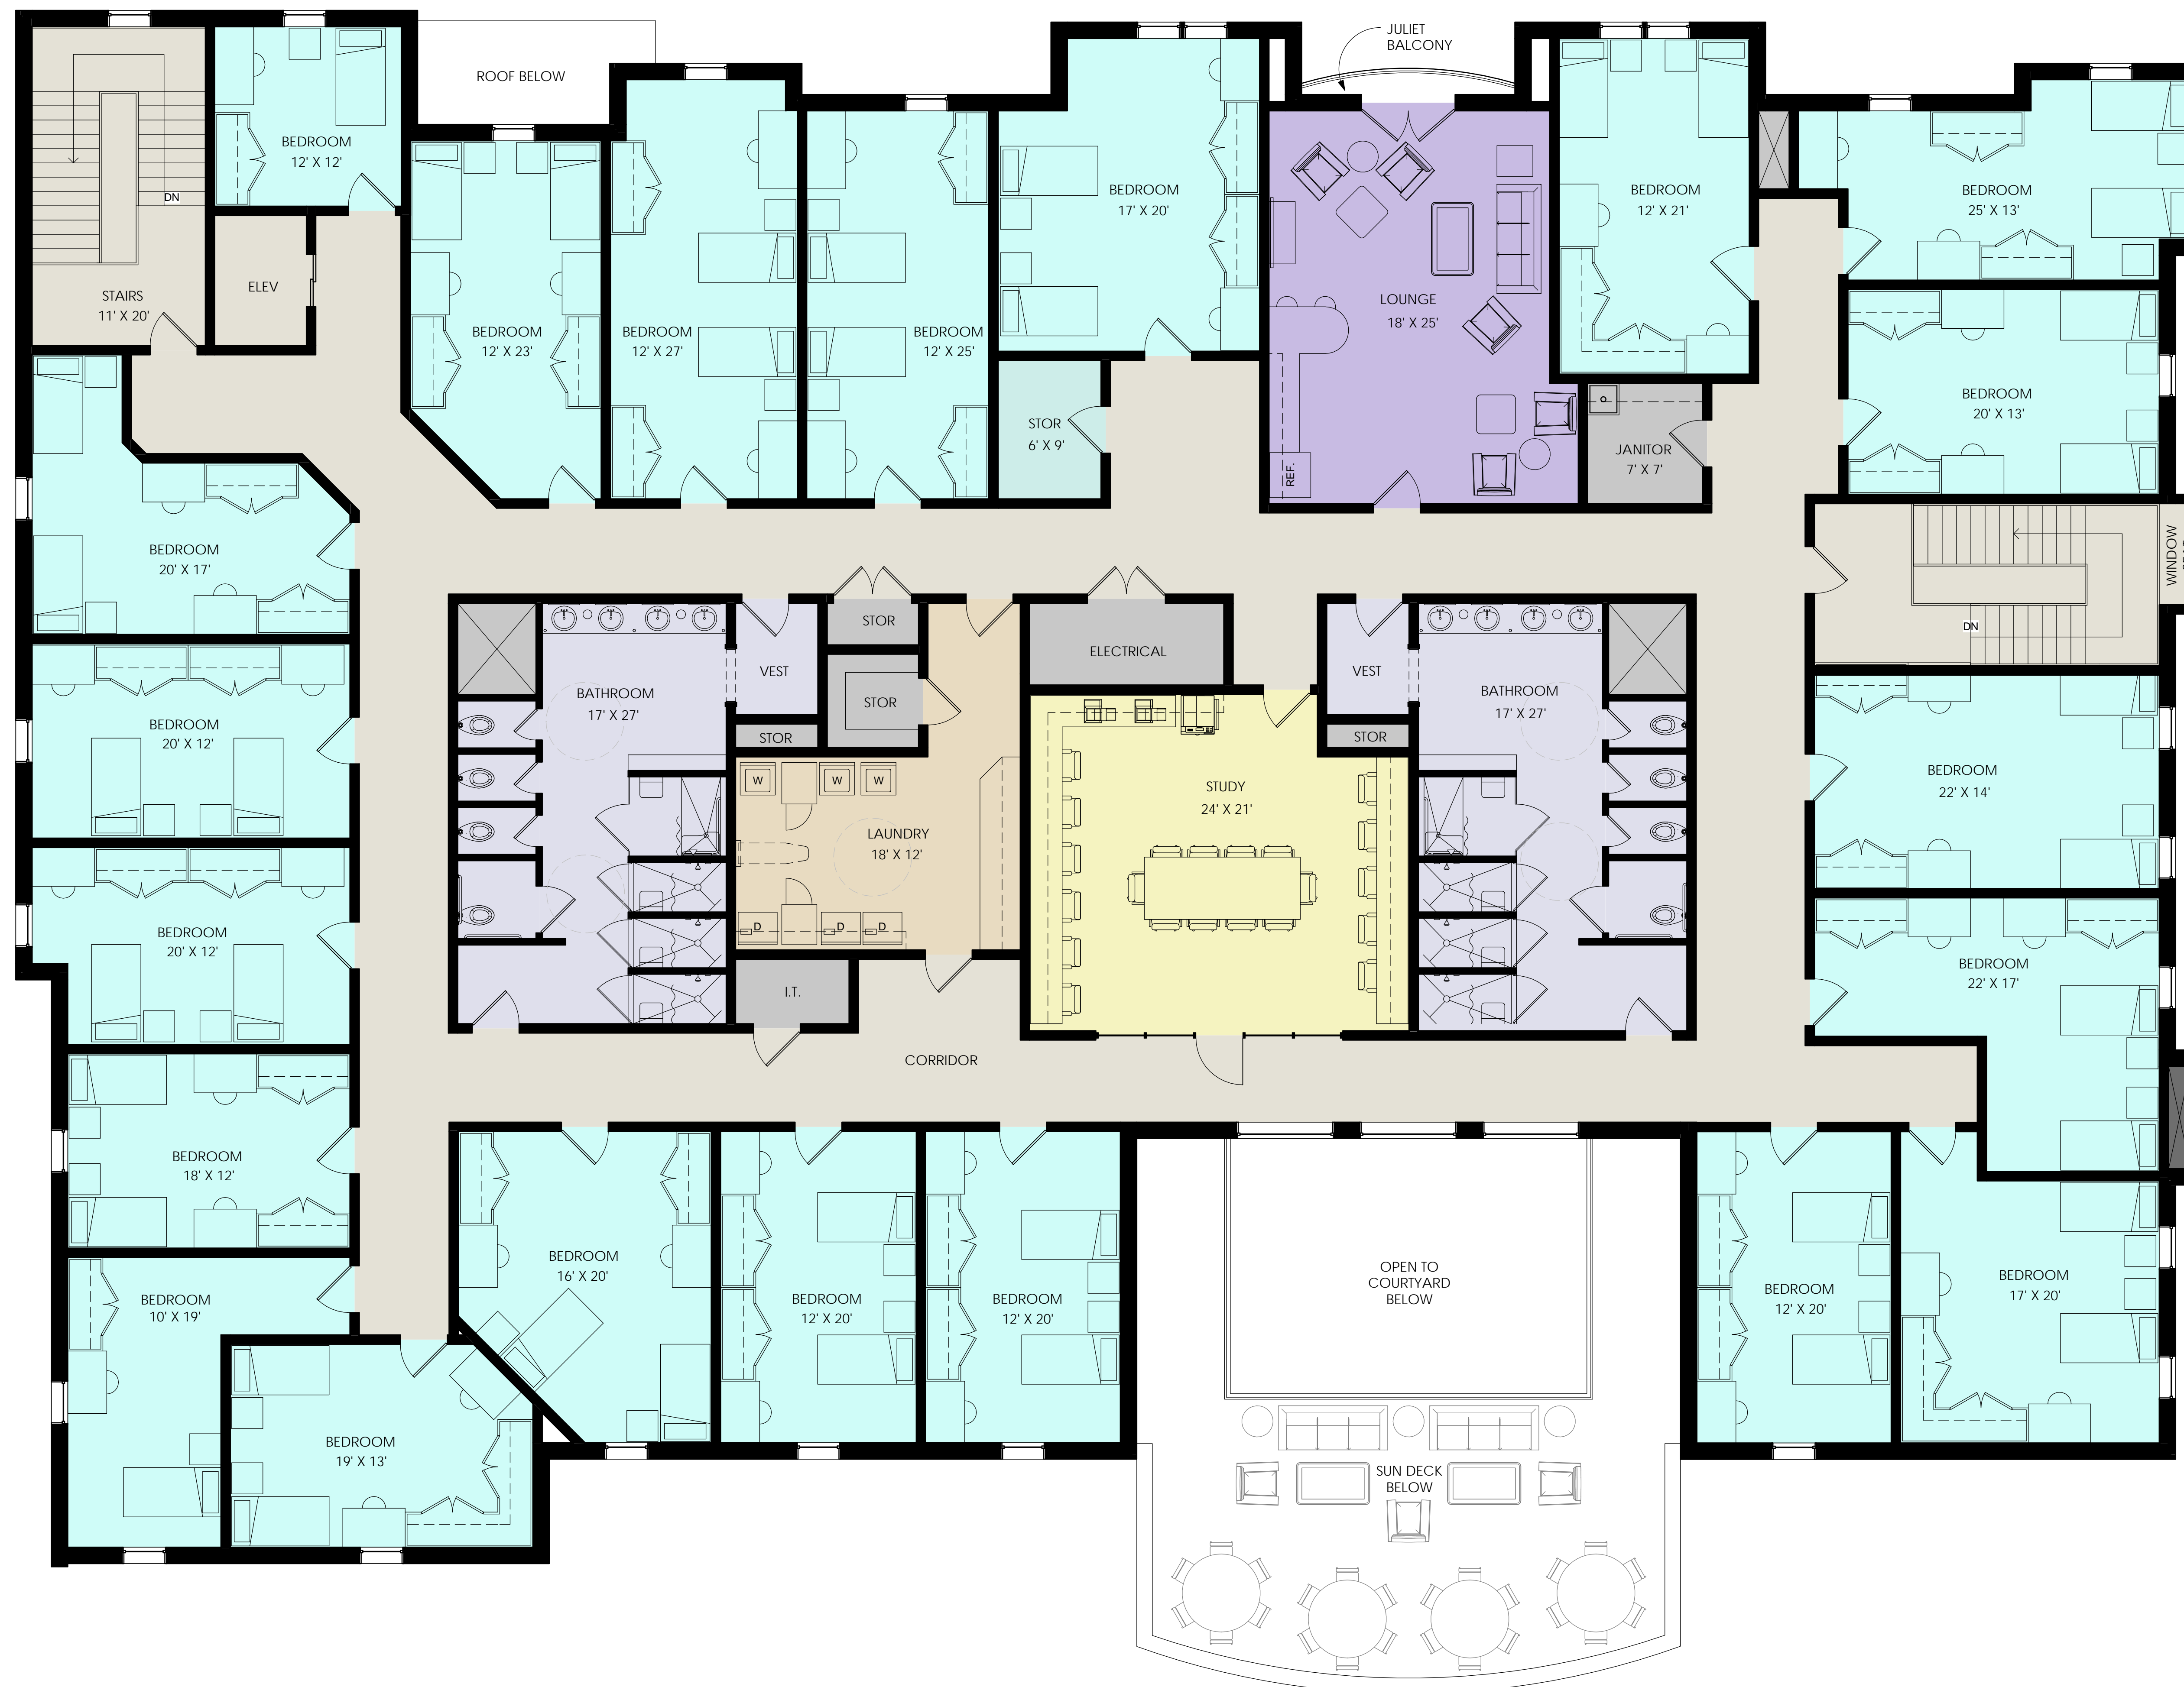 JULIET
BALCONY
ROOF BELOW
BEDROOM
12' X 12'
DN
STAIRS
11' X 20'
ELEV
BEDROOM
12' X 23'
BEDROOM
12' X 27'
BEDROOM
12' X 25'
BEDROOM
17' X 20'
STOR
6' X 9'
LOUNGE
18' X 25'
REF.
BEDROOM
12' X 21'
JANITOR
7' X 7'
BEDROOM
25' X 13'
BEDROOM
20' X 13'
WINDOW
DN
BEDROOM
20' X 17'
BEDROOM
20' X 12'
BEDROOM
20' X 12'
BEDROOM
18' X 12'
BEDROOM
10' X 19'
BEDROOM
19' X 13'
BATHROOM
17' X 27'
VEST
STOR
STOR
STOR
W
W
W
LAUNDRY
18' X 12'
D
D
D
I.T.
ELECTRICAL
STUDY
24' X 21'
VEST
STOR
BATHROOM
17' X 27'
BEDROOM
22' X 14'
BEDROOM
22' X 17'
CORRIDOR
BEDROOM
16' X 20'
BEDROOM
12' X 20'
BEDROOM
12' X 20'
OPEN TO
COURTYARD
BELOW
SUN DECK
BELOW
BEDROOM
12' X 20'
BEDROOM
17' X 20'